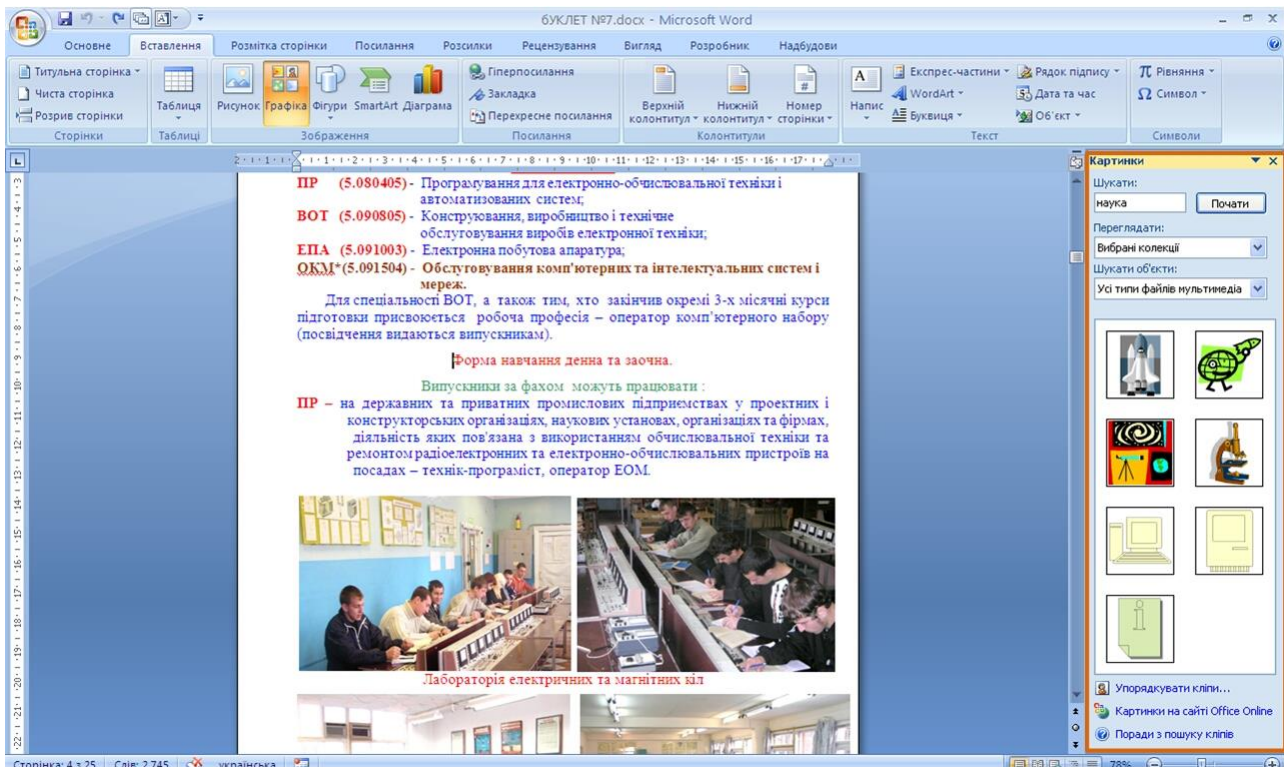 бУКЛЕТ №7.docx - Microsoft Word
Основне Вставлення Розмітка сторінки Посилання Розсилки Рецензування Вигляд Розробник Надбудови
Титульна сторінка
Чиста сторінка
Розрив сторінки
Сторінки
Таблиця
Таблиці
Рисунок Графіка Фігури SmartArt Діаграма
Зображення
Гіперпосилання
Закладка
Перехресне посилання
Посилання
Верхній колонтитул
Нижній колонтитул
Номер сторінки
Колонтитули
Напис
Експрес-частини
WordArt
Буквиця
Рядок підпису
Дата та час
Об'єкт
Текст
π Рівняння
Ω Символ
Символи
ПР (5.080405) - Програмування для електронно-обчислювальної техніки і
автоматизованих систем;
ВОТ (5.090805) - Конструювання, виробництво і технічне
обслуговування виробів електронної техніки;
ЕПА (5.091003) - Електронна побутова апаратура;
ОКМ*(5.091504) - Обслуговування комп'ютерних та інтелектуальних систем і
мереж.
Для спеціальності ВОТ, а також тим, хто закінчив окремі 3-х місячні курси
підготовки присвоюється робоча професія – оператор комп'ютерного набору
(посвідчення видаються випускникам).
Форма навчання денна та заочна.
Випускники за фахом можуть працювати :
ПР – на державних та приватних промислових підприємствах у проектних і
конструкторських організаціях, наукових установах, організаціях та фірмах,
діяльність яких пов'язана з використанням обчислювальної техніки та
ремонтом радіоелектронних та електронно-обчислювальних пристроїв на
посадах – технік-програміст, оператор ЕОМ.
Лабораторія електричних та магнітних кіл
Картинки
Шукати:
наука Почати
Переглядати:
Вибрані колекції
Шукати об'єкти:
Усі типи файлів мультимедіа
Упорядкувати кліпи...
Картинки на сайті Office Online
Поради з пошуку кліпів
Сторінка: 4 з 25 Слів: 2 745 українська 78%